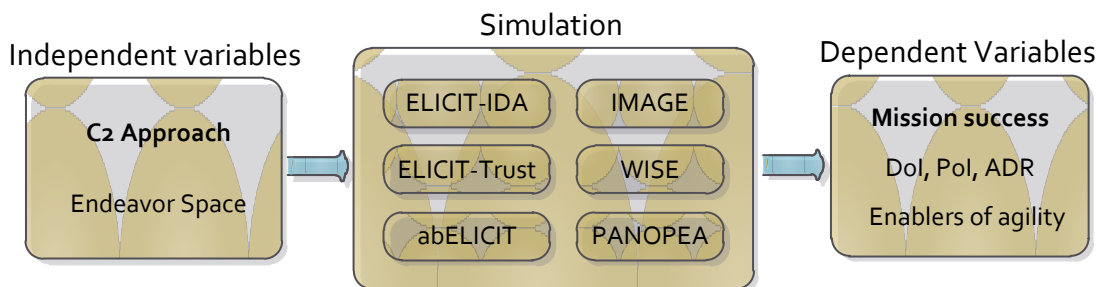 Independent variables
C2 Approach
Endeavor Space
Simulation
ELICIT-IDA
IMAGE
ELICIT-Trust
WISE
abELICIT
PANOPEA
Dependent Variables
Mission success
DoI, PoI, ADR
Enablers of agility